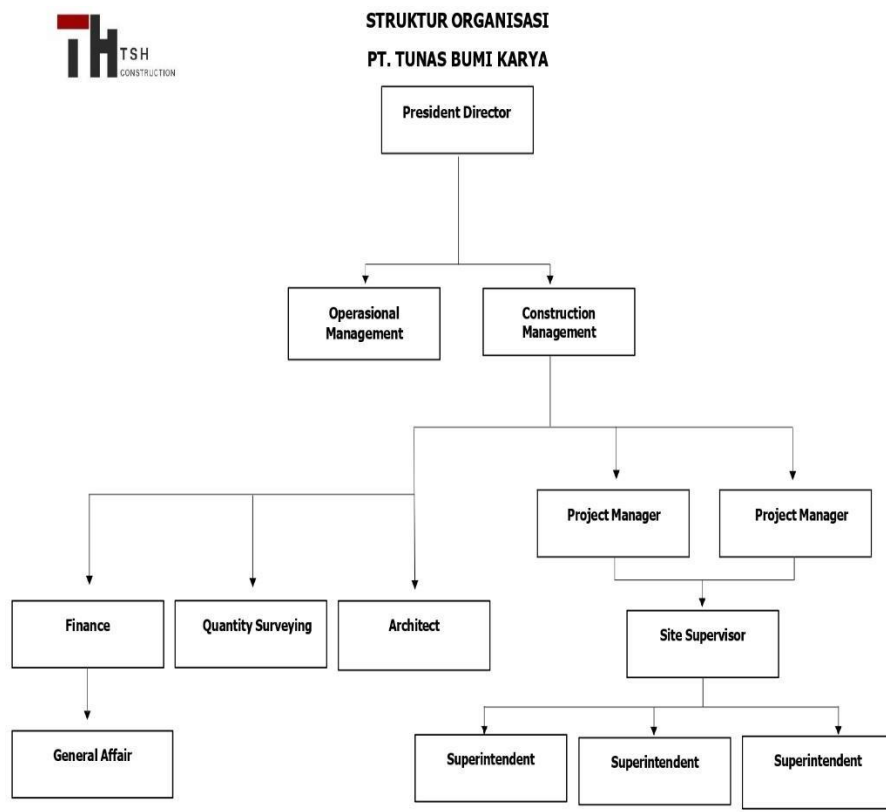 TSH
CONSTRUCTION
STRUKTUR ORGANISASI
PT. TUNAS BUMI KARYA
President Director
Operasional
Management
Construction
Management
Project Manager
Project Manager
Finance
Quantity Surveying
Architect
Site Supervisor
General Affair
Superintendent
Superintendent
Superintendent